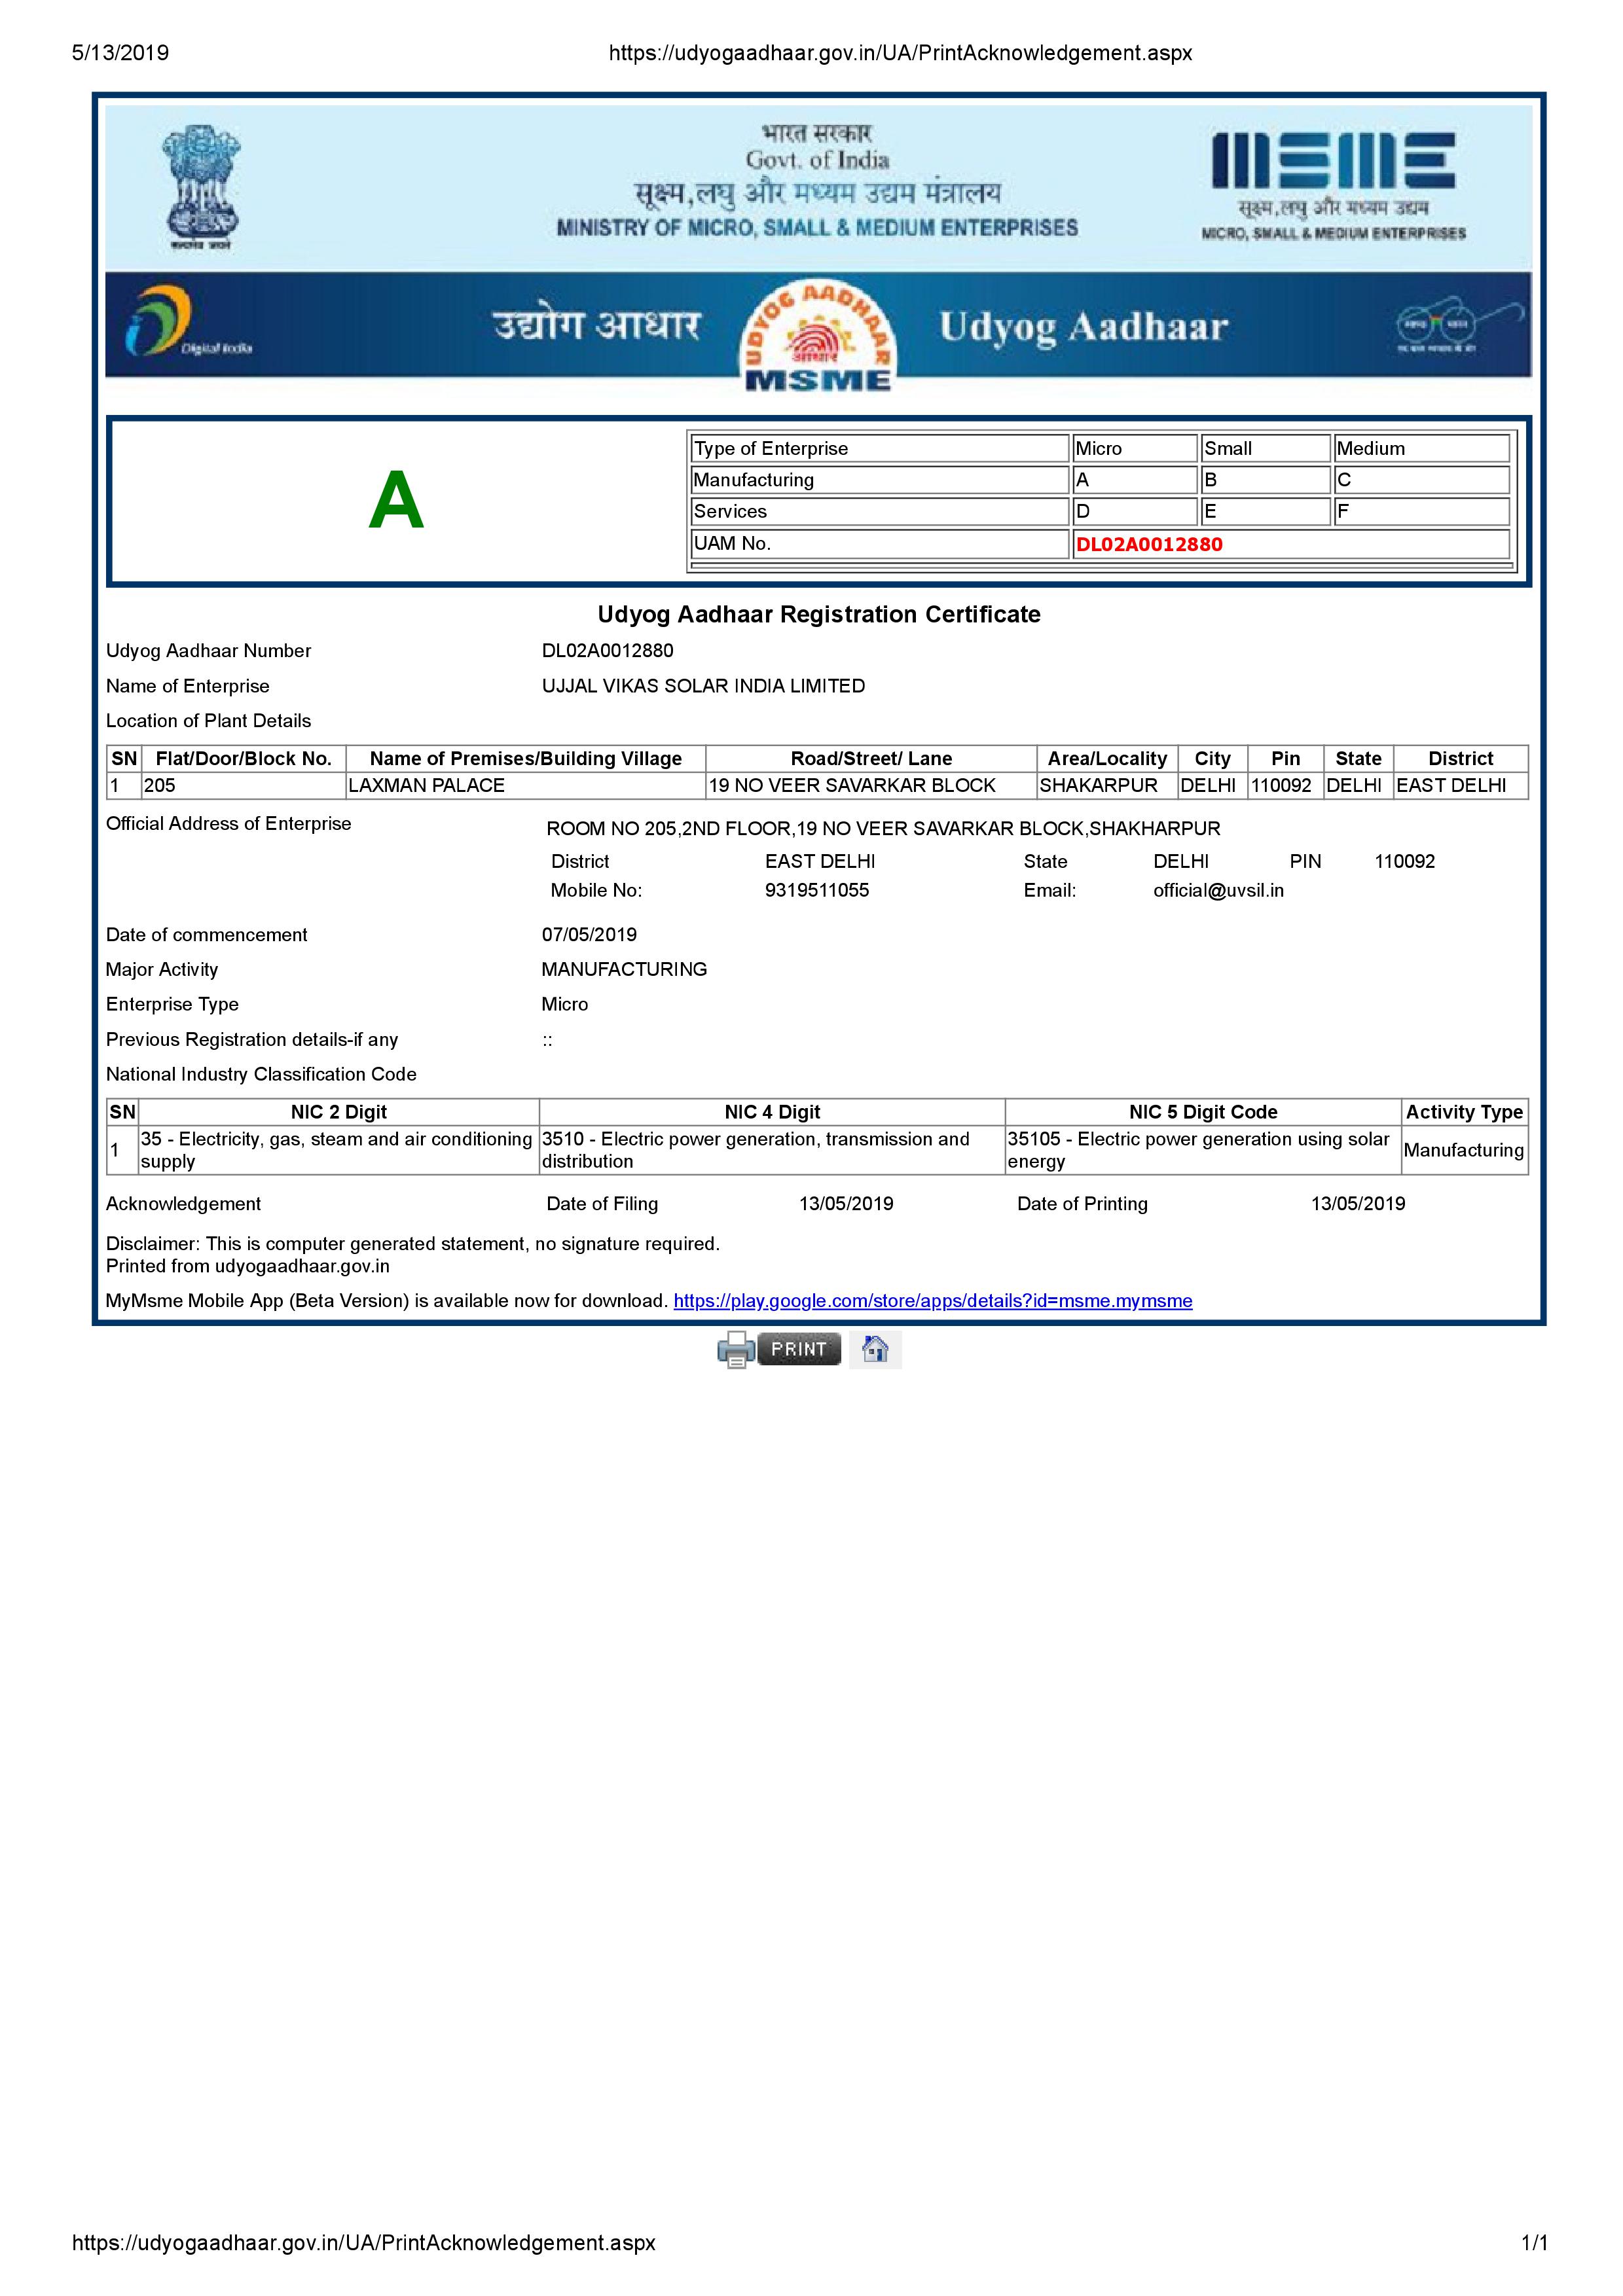 5/13/2019 https://udyogaadhaar.gov.in/UA/PrintAcknowledgement.aspx
भारत सरकार
Govt. of India
सूक्ष्म,लघु और मध्यम उद्यम मंत्रालय
MINISTRY OF MICRO, SMALL & MEDIUM ENTERPRISES
सत्यमेव जयते
MSME
सूक्ष्म,लघु और मध्यम उद्यम
MICRO, SMALL & MEDIUM ENTERPRISES
Digital India
उद्योग आधार
UDYOG AADHAAR
आधार
MSME
Udyog Aadhaar
A
Type of Enterprise Micro Small Medium
Manufacturing A B C
Services D E F
UAM No. DL02A0012880
Udyog Aadhaar Registration Certificate
Udyog Aadhaar Number DL02A0012880
Name of Enterprise UJJAL VIKAS SOLAR INDIA LIMITED
Location of Plant Details
SN Flat/Door/Block No. Name of Premises/Building Village Road/Street/ Lane Area/Locality City Pin State District
1 205 LAXMAN PALACE 19 NO VEER SAVARKAR BLOCK SHAKARPUR DELHI 110092 DELHI EAST DELHI
Official Address of Enterprise ROOM NO 205,2ND FLOOR,19 NO VEER SAVARKAR BLOCK,SHAKHARPUR
District EAST DELHI State DELHI PIN 110092
Mobile No: 9319511055 Email: official@uvsil.in
Date of commencement 07/05/2019
Major Activity MANUFACTURING
Enterprise Type Micro
Previous Registration details-if any ::
National Industry Classification Code
SN NIC 2 Digit NIC 4 Digit NIC 5 Digit Code Activity Type
1 35 - Electricity, gas, steam and air conditioning supply 3510 - Electric power generation, transmission and distribution 35105 - Electric power generation using solar energy Manufacturing
Acknowledgement Date of Filing 13/05/2019 Date of Printing 13/05/2019
Disclaimer: This is computer generated statement, no signature required.
Printed from udyogaadhaar.gov.in
MyMsme Mobile App (Beta Version) is available now for download. https://play.google.com/store/apps/details?id=msme.mymsme
PRINT
https://udyogaadhaar.gov.in/UA/PrintAcknowledgement.aspx 1/1